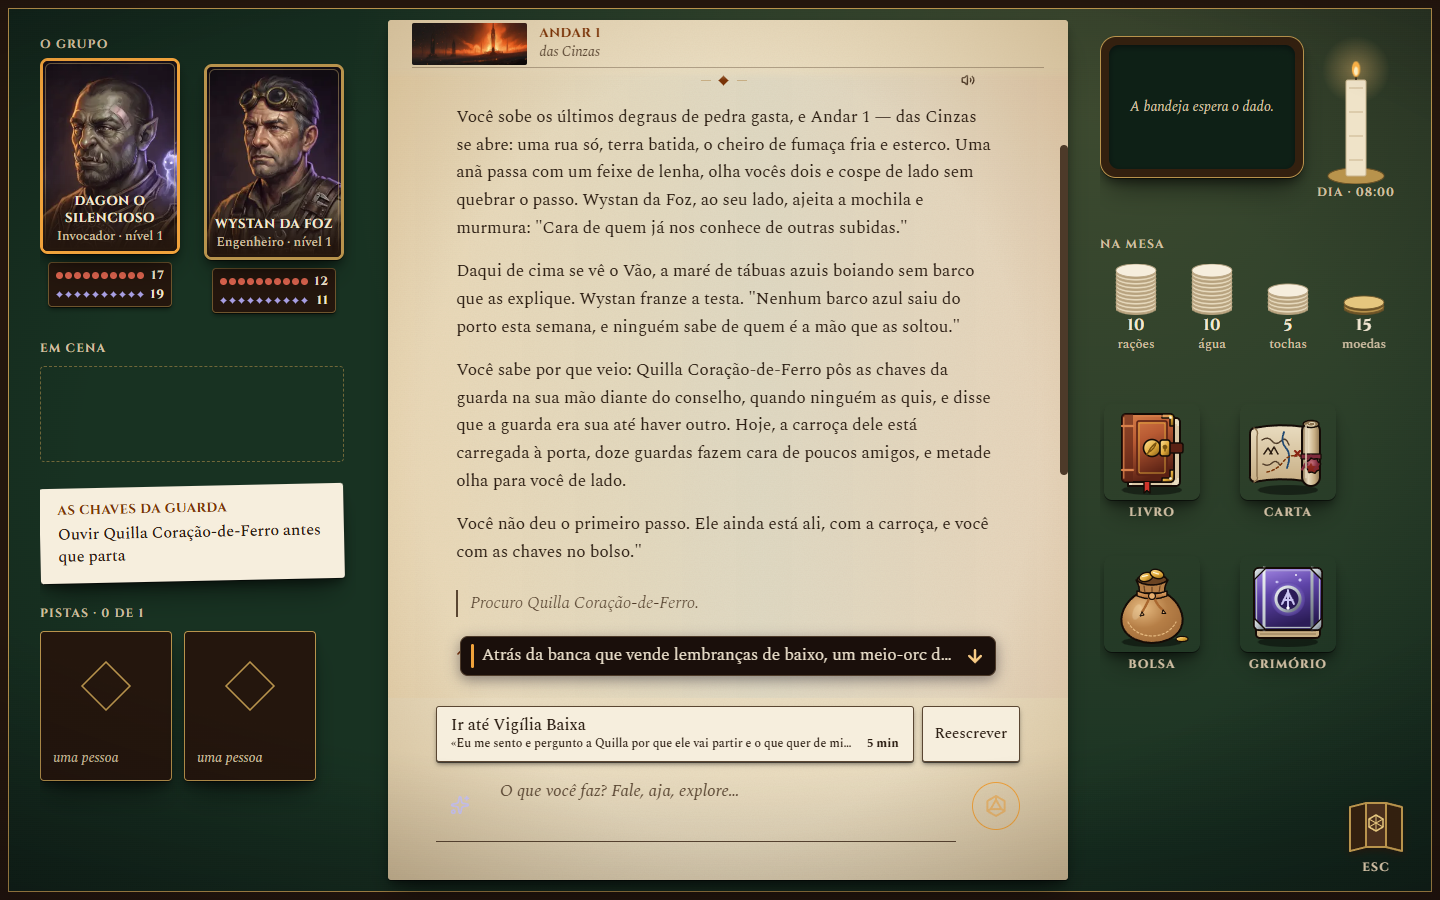 O GRUPO
DAGON O
SILENCIOSO
Invocador · nível 1
17
19
WYSTAN DA FOZ
Engenheiro · nível 1
12
11
EM CENA
AS CHAVES DA GUARDA
Ouvir Quilla Coração-de-Ferro antes
que parta
PISTAS · 0 DE 1
uma pessoa
uma pessoa
ANDAR 1
das Cinzas
Você sobe os últimos degraus de pedra gasta, e Andar 1 — das Cinzas
se abre: uma rua só, terra batida, o cheiro de fumaça fria e esterco. Uma
anã passa com um feixe de lenha, olha vocês dois e cospe de lado sem
quebrar o passo. Wystan da Foz, ao seu lado, ajeita a mochila e
murmura: "Cara de quem já nos conhece de outras subidas."
Daqui de cima se vê o Vão, a maré de tábuas azuis boiando sem barco
que as explique. Wystan franze a testa. "Nenhum barco azul saiu do
porto esta semana, e ninguém sabe de quem é a mão que as soltou."
Você sabe por que veio: Quilla Coração-de-Ferro pôs as chaves da
guarda na sua mão diante do conselho, quando ninguém as quis, e disse
que a guarda era sua até haver outro. Hoje, a carroça dele está
carregada à porta, doze guardas fazem cara de poucos amigos, e metade
olha para você de lado.
Você não deu o primeiro passo. Ele ainda está ali, com a carroça, e você
com as chaves no bolso."
Procuro Quilla Coração-de-Ferro.
Atrás da banca que vende lembranças de baixo, um meio-orc d...
Ir até Vigília Baixa
«Eu me sento e pergunto a Quilla por que ele vai partir e o que quer de mi... 5 min
Reescrever
O que você faz? Fale, aja, explore...
A bandeja espera o dado.
DIA · 08:00
NA MESA
10
rações
10
água
5
tochas
15
moedas
LIVRO
CARTA
BOLSA
GRIMÓRIO
ESC